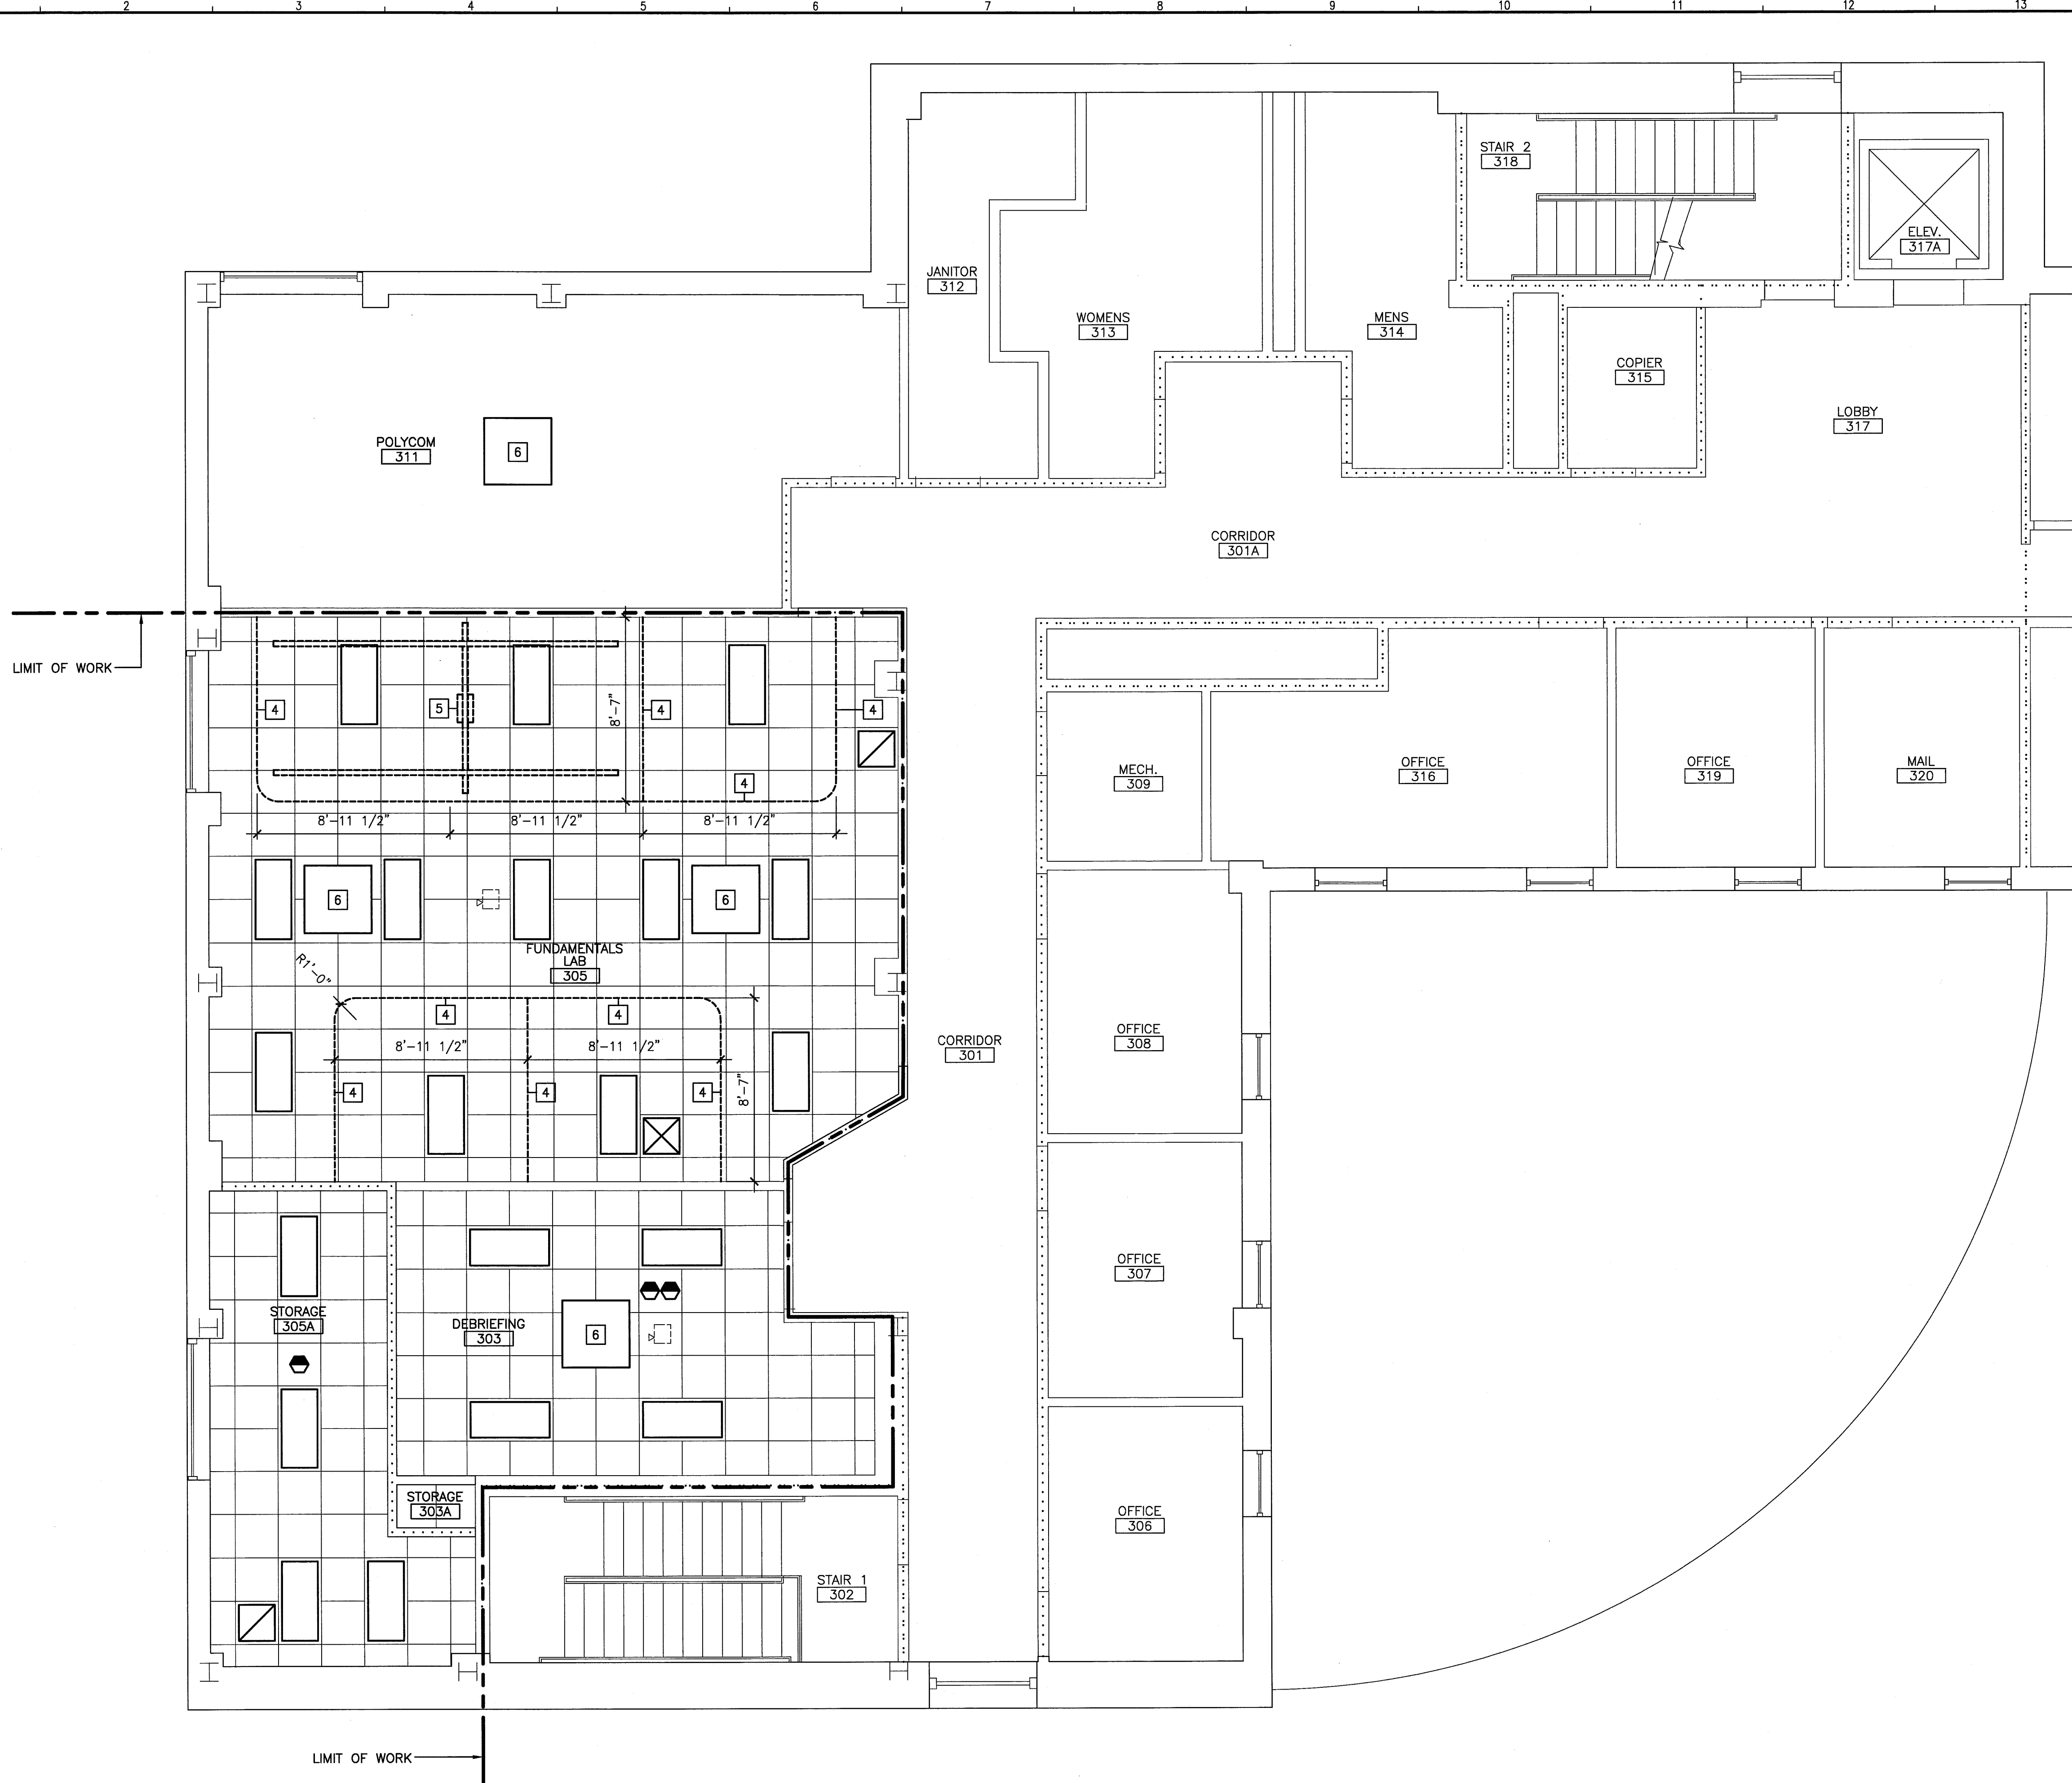 2 3 4 5 6 7 8 9 10 11 12 13
STAIR 2
318
ELEV.
317A
JANITOR
312
WOMENS
313
MENS
314
COPIER
315
LOBBY
317
POLYCOM
311
6
CORRIDOR
301A
LIMIT OF WORK
4
5
8'-7"
4
4
4
8'-11 1/2"
8'-11 1/2"
8'-11 1/2"
MECH.
309
OFFICE
316
OFFICE
319
MAIL
320
6
6
FUNDAMENTALS
LAB
305
R1'-0"
4
4
8'-11 1/2"
8'-11 1/2"
4
4
4
8'-7"
CORRIDOR
301
OFFICE
308
OFFICE
307
STORAGE
305A
DEBRIEFING
303
6
STORAGE
303A
OFFICE
306
STAIR 1
302
LIMIT OF WORK